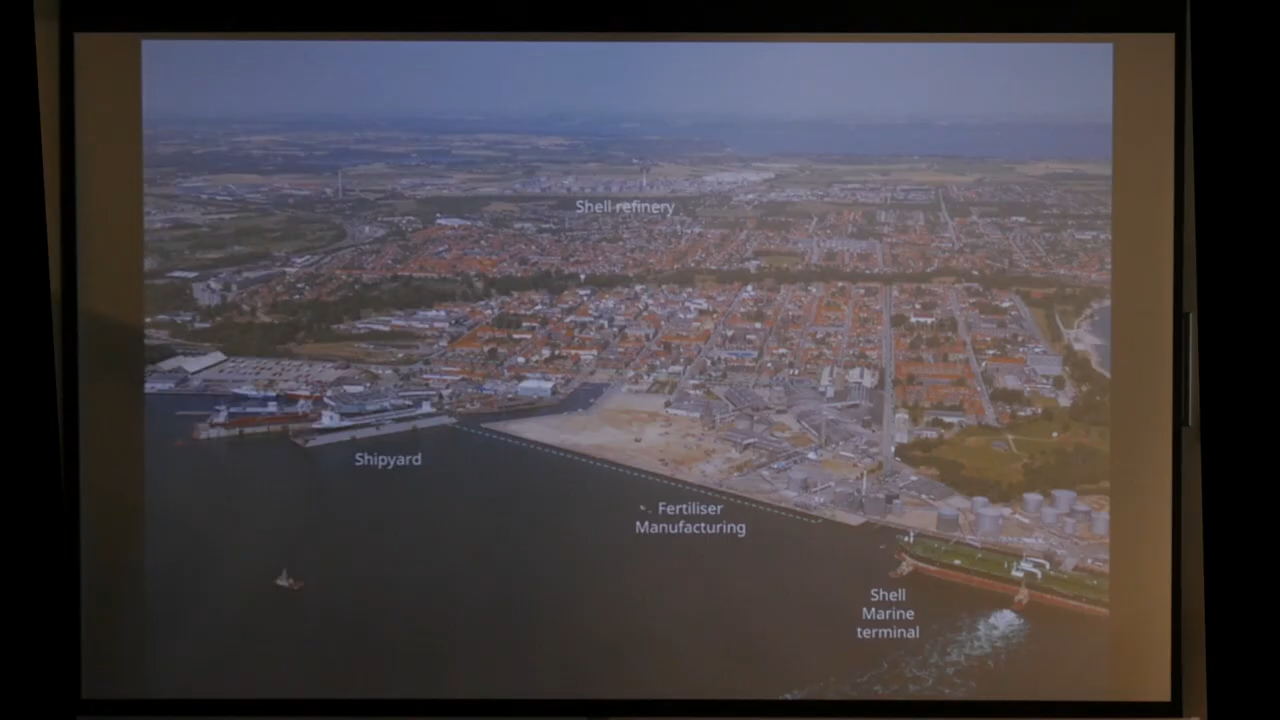 Shell refinery
Shipyard
Fertiliser
Manufacturing
Shell
Marine
terminal